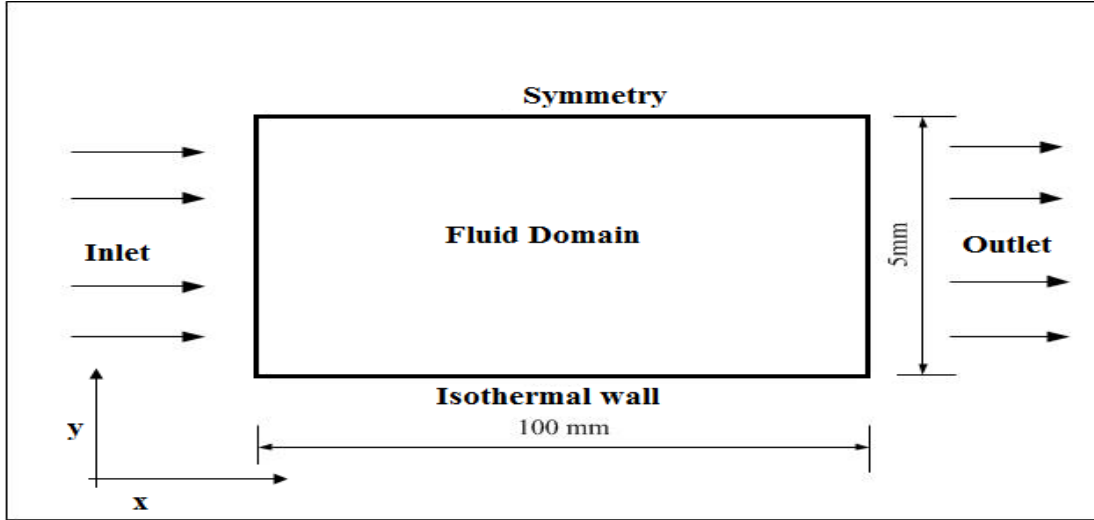 Symmetry
Inlet
Fluid Domain
5mm
Outlet
Isothermal wall
100 mm
y
x